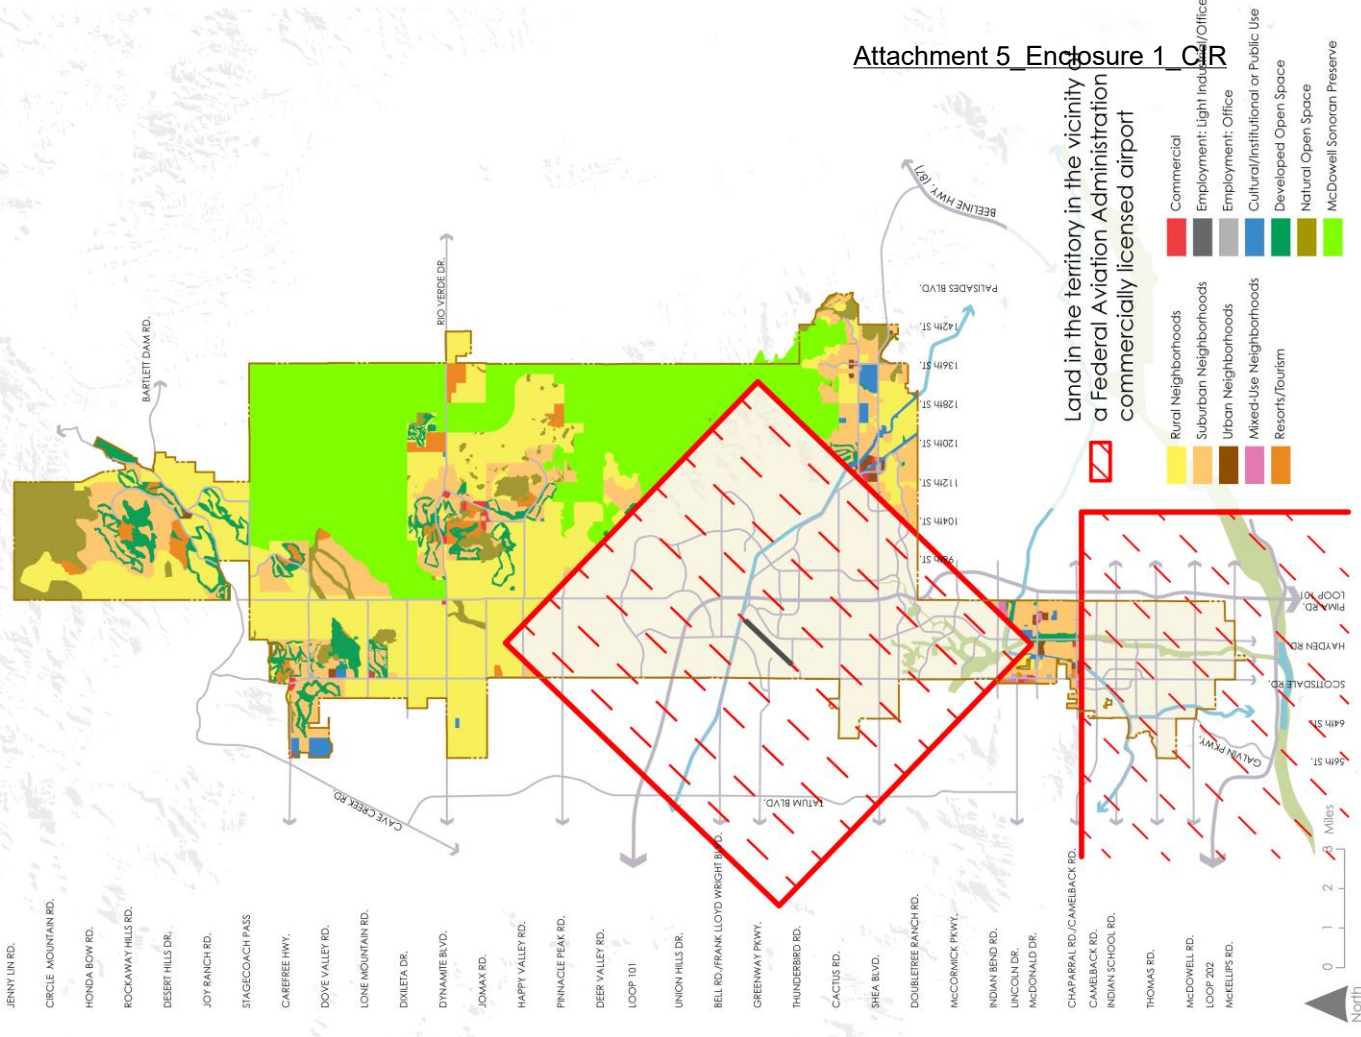 Attachment 5_Enclosure 1_CIR
Land in the territory in the vicinity of
a Federal Aviation Administration
commercially licensed airport
Rural Neighborhoods
Suburban Neighborhoods
Urban Neighborhoods
Mixed-Use Neighborhoods
Resorts/Tourism
Commercial
Employment: Light Industrial/Office
Employment: Office
Cultural/Institutional or Public Use
Developed Open Space
Natural Open Space
McDowell Sonoran Preserve
BEELINE HWY. (87)
PALISADES BLVD.
RIO VERDE DR.
BARTLETT DAM RD.
142th ST.
136th ST.
128th ST.
120th ST.
112th ST.
104th ST.
96th ST.
LOOP 101
PIMA RD.
HAYDEN RD.
SCOTTSDALE RD.
64th ST.
56th ST.
GALVIN PKWY.
TATUM BLVD.
CAVE CREEK RD.
JENNY LIN RD.
CIRCLE MOUNTAIN RD.
HONDA BOW RD.
ROCKAWAY HILLS RD.
DESERT HILLS DR.
JOY RANCH RD.
STAGECOACH PASS
CAREFREE HWY.
DOVE VALLEY RD.
LONE MOUNTAIN RD.
DIXILETA DR.
DYNAMITE BLVD.
JOMAX RD.
HAPPY VALLEY RD.
PINNACLE PEAK RD.
DEER VALLEY RD.
LOOP 101
UNION HILLS DR.
BELL RD./FRANK LLOYD WRIGHT BLVD.
GREENWAY PKWY.
THUNDERBIRD RD.
CACTUS RD.
SHEA BLVD.
DOUBLETREE RANCH RD.
McCORMICK PKWY.
INDIAN BEND RD.
LINCOLN DR.
McDONALD DR.
CHAPARRAL RD./CAMELBACK RD.
CAMELBACK RD.
INDIAN SCHOOL RD.
THOMAS RD.
McDOWELL RD.
LOOP 202
McKELLIPS RD.
0 1 2 3 Miles
North